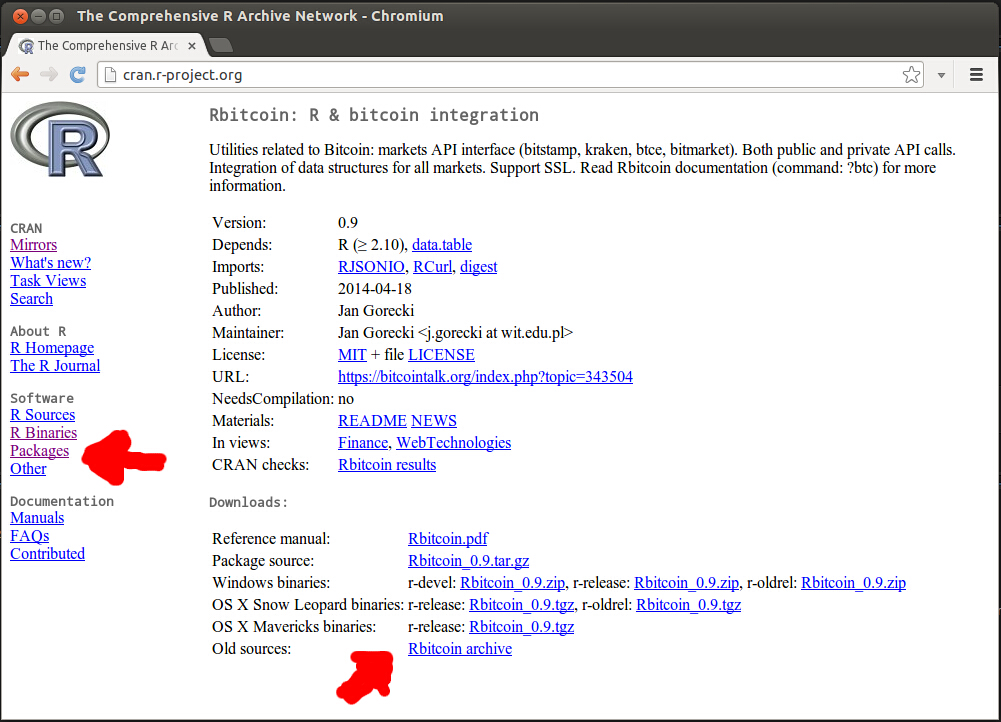 The Comprehensive R Archive Network - Chromium
The Comprehensive R Arc
cran.r-project.org
R
CRAN
Mirrors
What's new?
Task Views
Search
About R
R Homepage
The R Journal
Software
R Sources
R Binaries
Packages
Other
Documentation
Manuals
FAQs
Contributed
Rbitcoin: R & bitcoin integration
Utilities related to Bitcoin: markets API interface (bitstamp, kraken, btce, bitmarket). Both public and private API calls.
Integration of data structures for all markets. Support SSL. Read Rbitcoin documentation (command: ?btc) for more
information.
Version: 0.9
Depends: R (≥ 2.10), data.table
Imports: RJSONIO, RCurl, digest
Published: 2014-04-18
Author: Jan Gorecki
Maintainer: Jan Gorecki <j.gorecki at wit.edu.pl>
License: MIT + file LICENSE
URL: https://bitcointalk.org/index.php?topic=343504
NeedsCompilation: no
Materials: README NEWS
In views: Finance, WebTechnologies
CRAN checks: Rbitcoin results
Downloads:
Reference manual: Rbitcoin.pdf
Package source: Rbitcoin_0.9.tar.gz
Windows binaries: r-devel: Rbitcoin_0.9.zip, r-release: Rbitcoin_0.9.zip, r-oldrel: Rbitcoin_0.9.zip
OS X Snow Leopard binaries: r-release: Rbitcoin_0.9.tgz, r-oldrel: Rbitcoin_0.9.tgz
OS X Mavericks binaries: r-release: Rbitcoin_0.9.tgz
Old sources: Rbitcoin archive